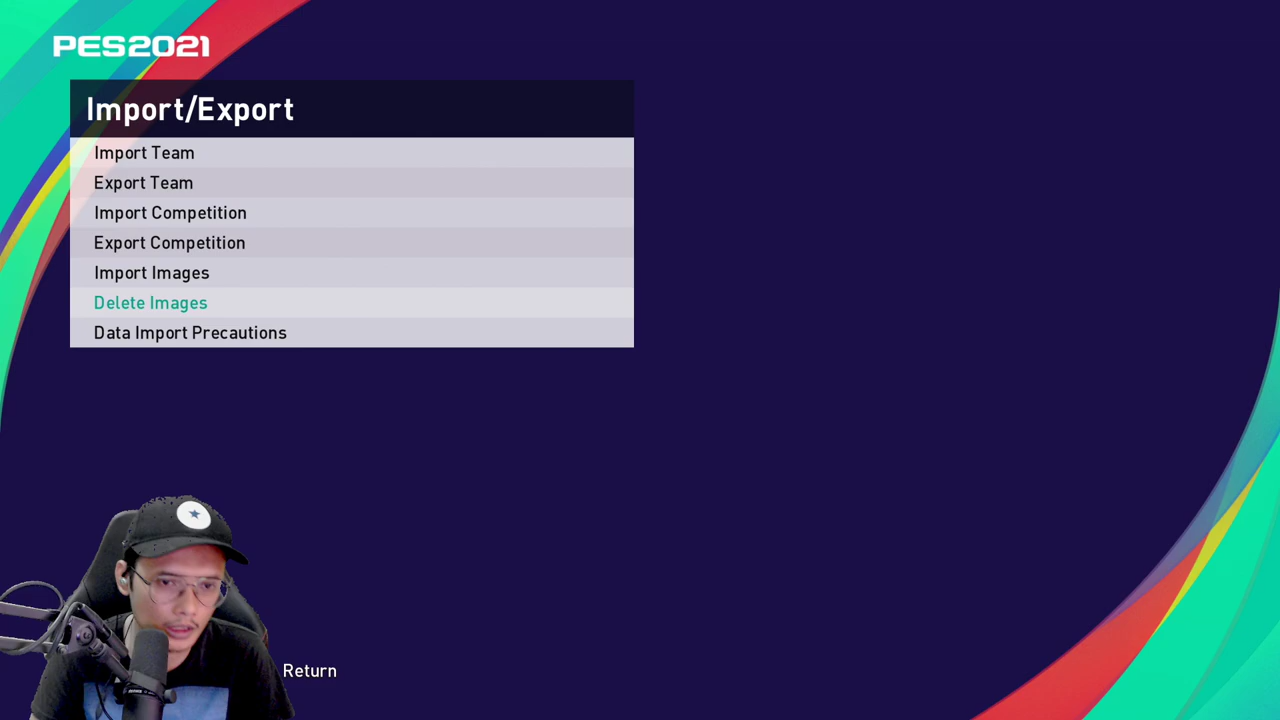 PES2021
Import/Export
Import Team
Export Team
Import Competition
Export Competition
Import Images
Delete Images
Data Import Precautions
Return